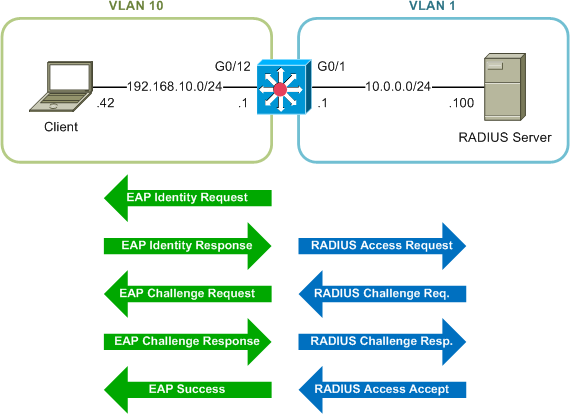 VLAN 10
VLAN 1
G0/12
G0/1
192.168.10.0/24
10.0.0.0/24
.42
.1
.1
.100
Client
RADIUS Server
EAP Identity Request
EAP Identity Response
RADIUS Access Request
EAP Challenge Request
RADIUS Challenge Req.
EAP Challenge Response
RADIUS Challenge Resp.
EAP Success
RADIUS Access Accept